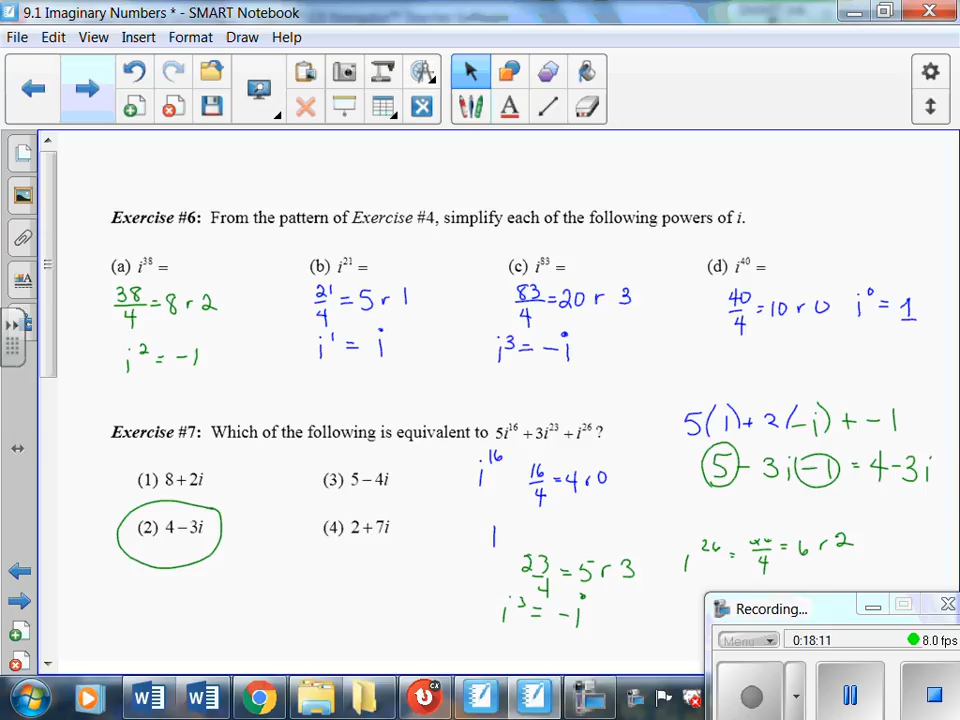 9.1 Imaginary Numbers * - SMART Notebook
File Edit View Insert Format Draw Help
Exercise #6: From the pattern of Exercise #4, simplify each of the following powers of i.
(a) i^38 = (b) i^21 = (c) i^83 = (d) i^40 =
38/4 = 8 r 2 21/4 = 5 r 1 83/4 = 20 r 3 40/4 = 10 r 0 i^0 = 1
i^2 = -1 i^1 = i i^3 = -i
5(1) + 3(-i) + -1
Exercise #7: Which of the following is equivalent to 5i^16 + 3i^23 + i^26 ?
5 - 3i -1 = 4 - 3i
(1) 8 + 2i (3) 5 - 4i i^16 16/4 = 4 r 0
(2) 4 - 3i (4) 2 + 7i 1
i^26 = 26/4 = 6 r 2
23/4 = 5 r 3
i^3 = -i
Recording...
Menu 0:18:11 8.0 fps